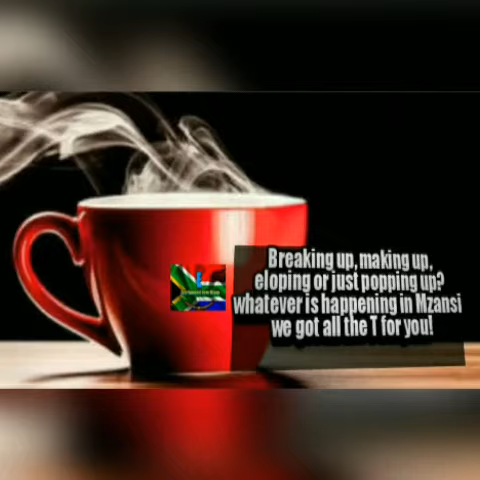 Breaking up, making up,
eloping or just popping up?
whatever is happening in Mzansi
we got all the T for you!